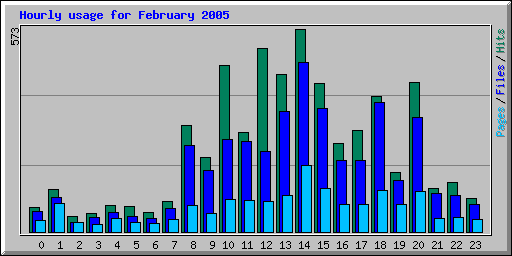 Hourly usage for February 2005
573
Pages / Files / Hits
0 1 2 3 4 5 6 7 8 9 10 11 12 13 14 15 16 17 18 19 20 21 22 23